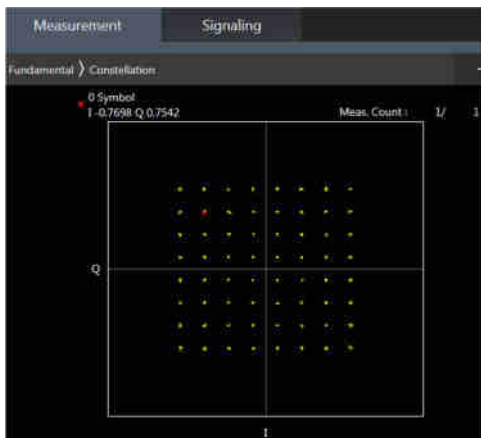 Measurement Signaling
Fundamental 〉 Constellation
0 Symbol
I -0.7698 Q 0.7542 Meas. Count : 1/ 1
Q
I